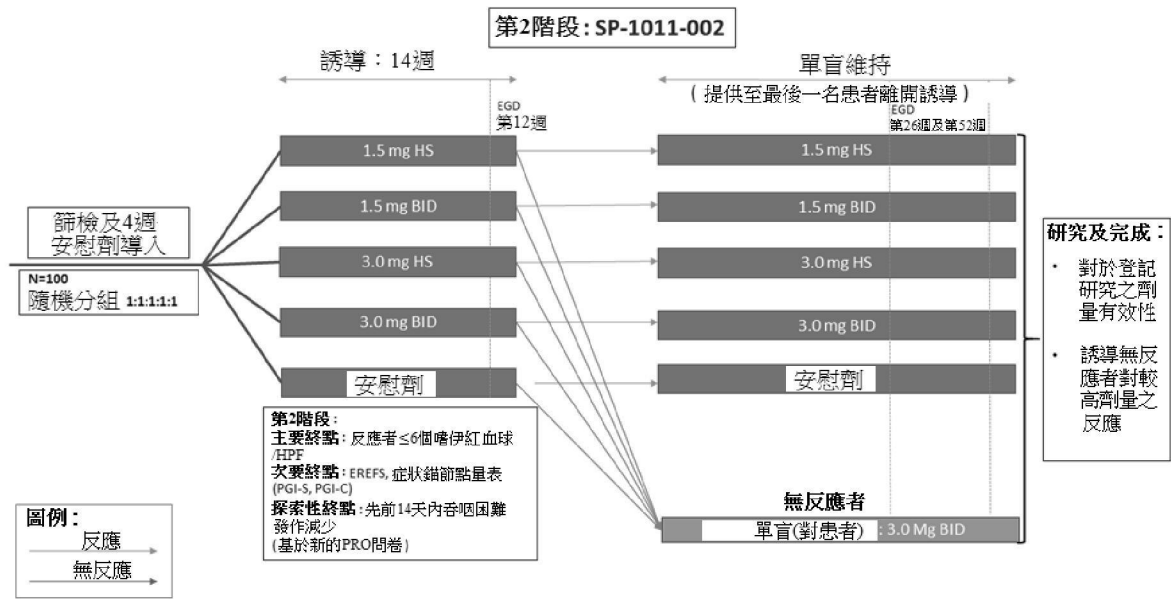 第2階段：SP-1011-002
誘導：14週
單盲維持
(提供至最後一名患者離開誘導)
EGD
第12週
EGD
第26週及第52週
篩檢及4週
安慰劑導入
N=100
隨機分組 1:1:1:1:1
1.5 mg HS
1.5 mg BID
3.0 mg HS
3.0 mg BID
安慰劑
1.5 mg HS
1.5 mg BID
3.0 mg HS
3.0 mg BID
安慰劑
無反應者
單盲(對患者)：3.0 Mg BID
第2階段：
主要終點：反應者≤6個嗜伊紅血球
/HPF
次要終點：EREFS, 症狀錨節點量表
(PGI-S, PGI-C)
探索性終點：先前14天內吞咽困難
發作減少
(基於新的PRO問卷)
研究及完成：
• 對於登記
研究之劑
量有效性
• 誘導無反
應者對較
高劑量之
反應
圖例：
反應
無反應